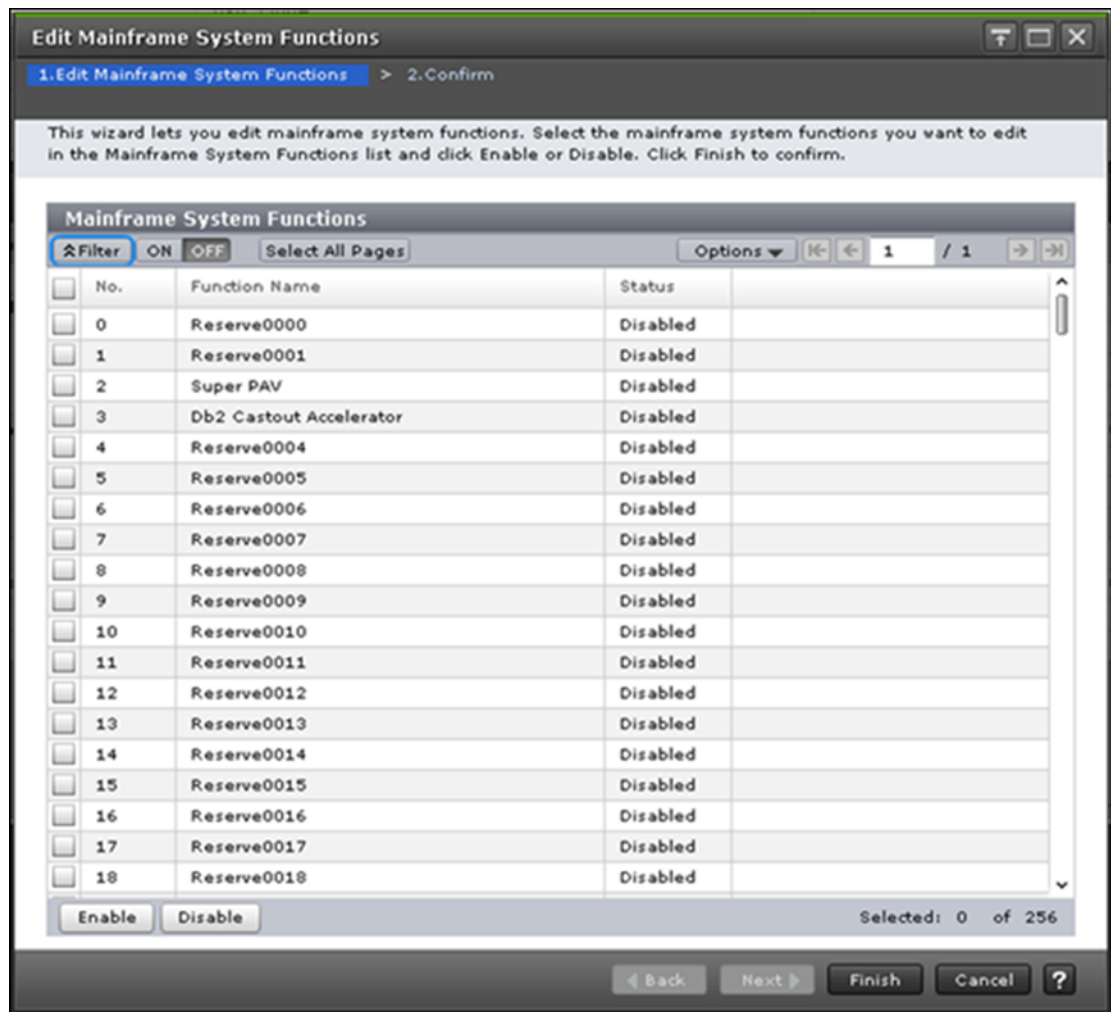 Edit Mainframe System Functions
1.Edit Mainframe System Functions > 2.Confirm
This wizard lets you edit mainframe system functions. Select the mainframe system functions you want to edit
in the Mainframe System Functions list and click Enable or Disable. Click Finish to confirm.
Mainframe System Functions
Filter ON OFF Select All Pages Options 1 / 1
No. Function Name Status
0 Reserve0000 Disabled
1 Reserve0001 Disabled
2 Super PAV Disabled
3 Db2 Castout Accelerator Disabled
4 Reserve0004 Disabled
5 Reserve0005 Disabled
6 Reserve0006 Disabled
7 Reserve0007 Disabled
8 Reserve0008 Disabled
9 Reserve0009 Disabled
10 Reserve0010 Disabled
11 Reserve0011 Disabled
12 Reserve0012 Disabled
13 Reserve0013 Disabled
14 Reserve0014 Disabled
15 Reserve0015 Disabled
16 Reserve0016 Disabled
17 Reserve0017 Disabled
18 Reserve0018 Disabled
Enable Disable Selected: 0 of 256
Back Next Finish Cancel ?